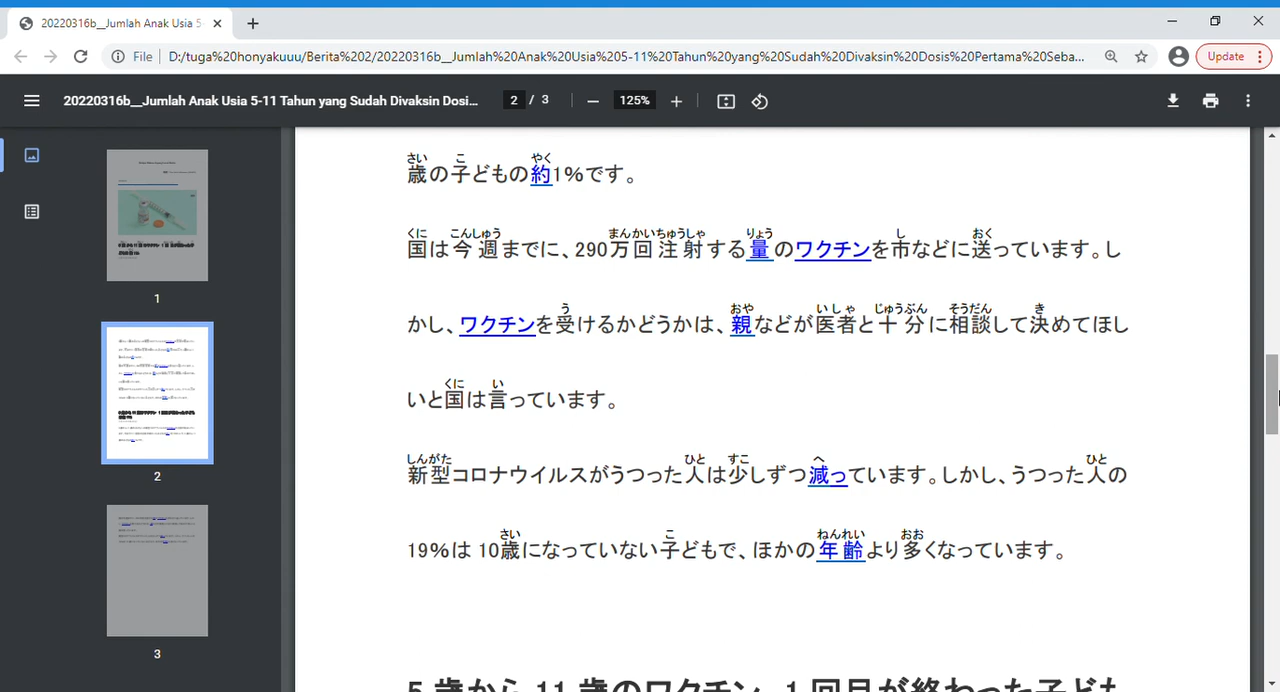 20220316b__Jumlah Anak Usia 5
File
D:/tuga%20honyakuuu/Berita%202/20220316b__Jumlah%20Anak%20Usia%205-11%20Tahun%20yang%20Sudah%20Divaksin%20Dosis%20Pertama%20Seba...
Update
20220316b__Jumlah Anak Usia 5-11 Tahun yang Sudah Divaksin Dosi...
2 / 3
125%
1
2
3
さい こ やく
歳の子どもの約1%です。
くに こんしゅう まんかいちゅうしゃ りょう し おく
国は今週までに、290万回注射する量のワクチンを市などに送っています。し
う おや いしゃ じゅうぶん そうだん き
かし、ワクチンを受けるかどうかは、親などが医者と十分に相談して決めてほし
くに い
いと国は言っています。
しんがた ひと すこ へ ひと
新型コロナウイルスがうつった人は少しずつ減っています。しかし、うつった人の
さい こ ねんれい おお
19%は 10歳になっていない子どもで、ほかの年齢より多くなっています。
5 歳から 11 歳のワクチン 1 回目が終わった子ども